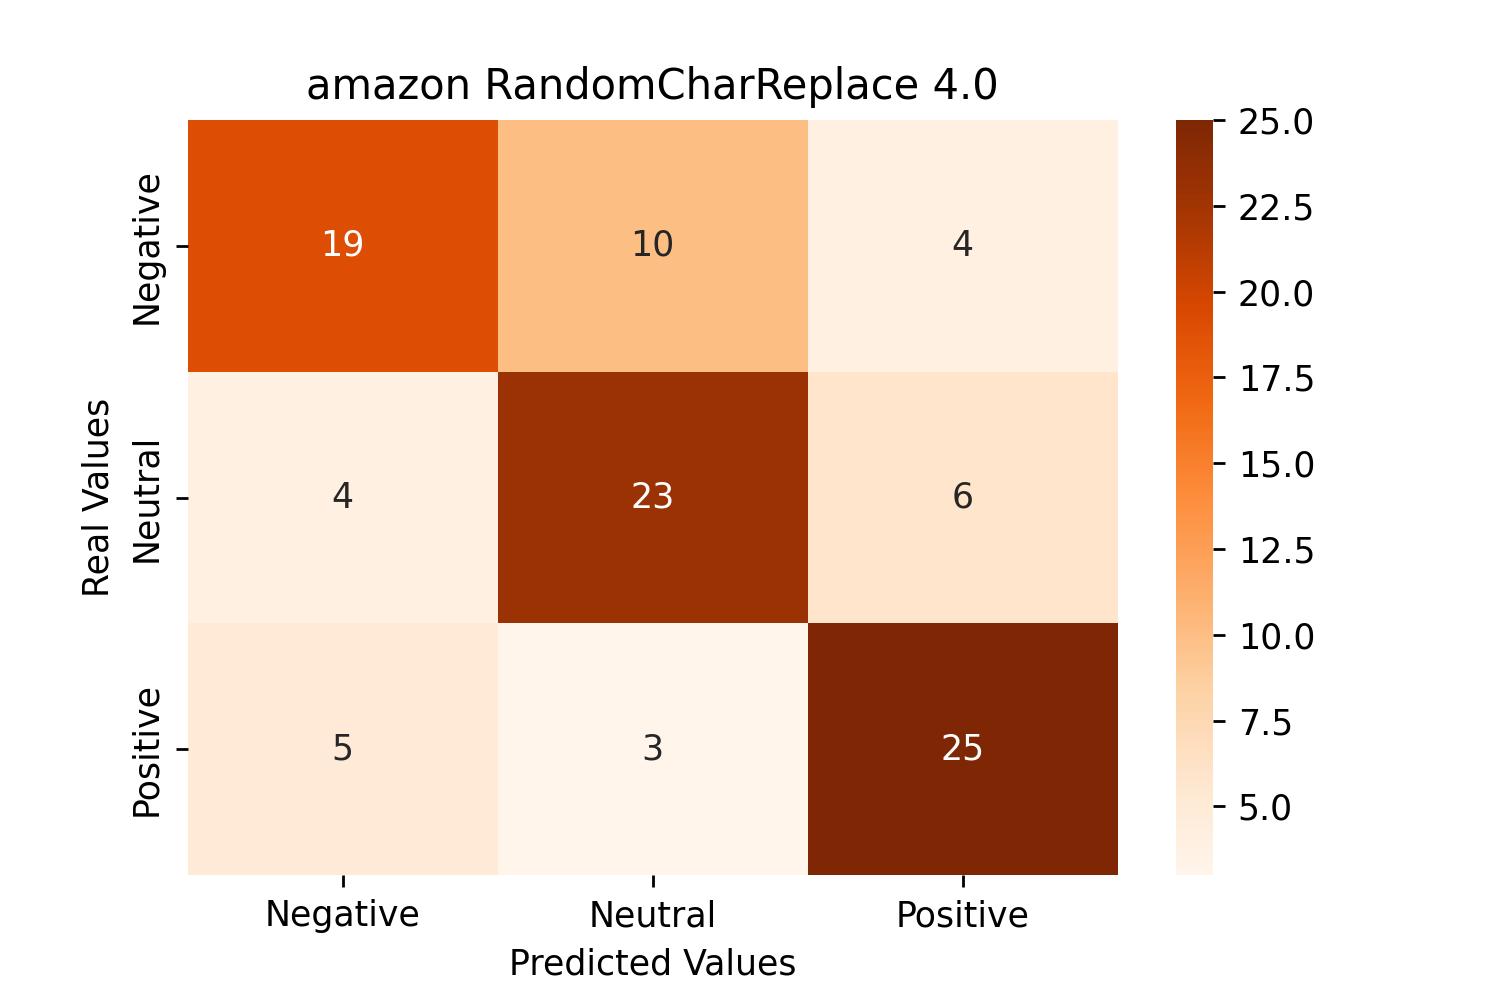 amazon RandomCharReplace 4.0
Real Values
Negative
19 10 4
Neutral
4 23 6
Positive
5 3 25
Negative Neutral Positive
Predicted Values
25.0
22.5
20.0
17.5
15.0
12.5
10.0
7.5
5.0